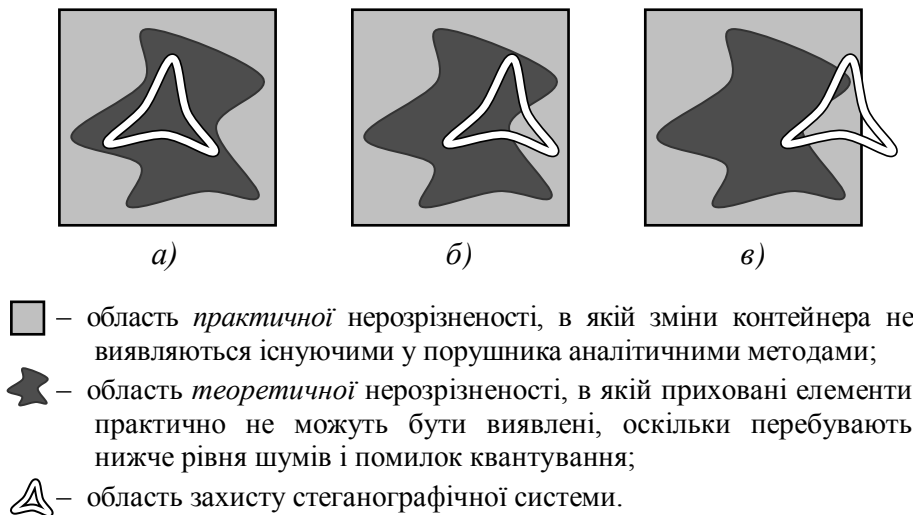 а) б) в)
– область практичної нерозрізненості, в якій зміни контейнера не
виявляються існуючими у порушника аналітичними методами;
– область теоретичної нерозрізненості, в якій приховані елементи
практично не можуть бути виявлені, оскільки перебувають
нижче рівня шумів і помилок квантування;
– область захисту стеганографічної системи.